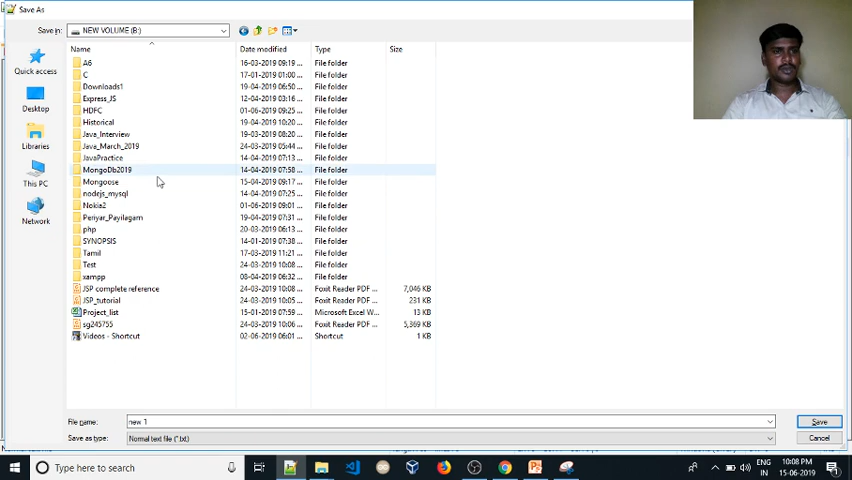 Save As
Save in: NEW VOLUME (B:)
Name Date modified Type Size
A6 16-03-2019 09:19 ... File folder
C 17-01-2019 01:00 ... File folder
Downloads1 19-04-2019 06:50 ... File folder
Express_JS 12-04-2019 03:16 ... File folder
HDFC 01-06-2019 09:25 ... File folder
Historical 19-04-2019 10:20 ... File folder
Java_Interview 19-03-2019 08:20 ... File folder
Java_March_2019 24-03-2019 05:44 ... File folder
JavaPractice 14-04-2019 07:13 ... File folder
MongoDb2019 14-04-2019 07:58 ... File folder
Mongoose 15-04-2019 09:17 ... File folder
nodejs_mysql 14-04-2019 07:25 ... File folder
Nokia2 01-06-2019 09:01 ... File folder
Periyar_Payilagam 19-04-2019 07:31 ... File folder
php 20-03-2019 06:13 ... File folder
SYNOPSIS 14-01-2019 07:38 ... File folder
Tamil 17-03-2019 11:21 ... File folder
Test 24-03-2019 10:08 ... File folder
xampp 08-04-2019 06:32 ... File folder
JSP complete reference 24-03-2019 10:08 ... Foxit Reader PDF ... 7,046 KB
JSP_tutorial 24-03-2019 10:05 ... Foxit Reader PDF ... 231 KB
Project_list 15-01-2019 07:59 ... Microsoft Excel W... 13 KB
sg245755 24-03-2019 10:06 ... Foxit Reader PDF ... 5,369 KB
Videos - Shortcut 02-06-2019 06:01 ... Shortcut 1 KB
Quick access
Desktop
Libraries
This PC
Network
File name: new 1 Save
Save as type: Normal text file (*.txt) Cancel
Type here to search
ENG
IN
10:08 PM
15-06-2019